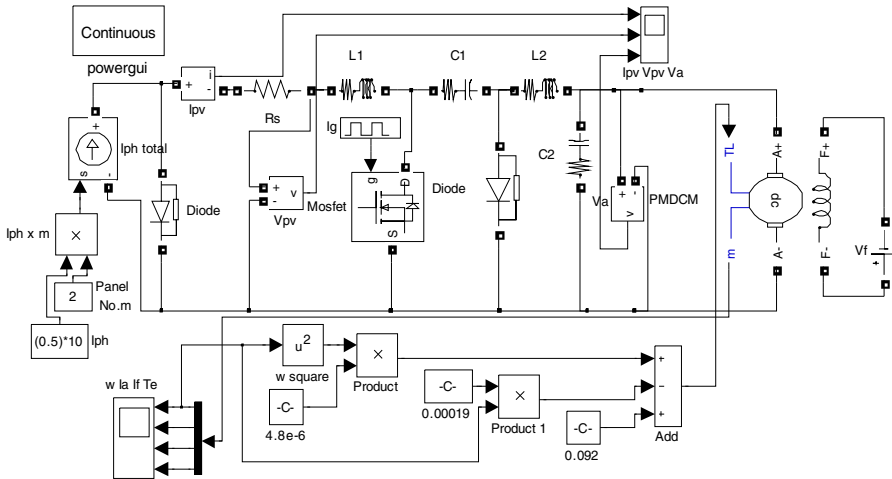 Continuous
powergui
i
+
-
Ipv
Rs
L1
C1
L2
Ipv Vpv Va
+
Iph total
s
-
Diode
Ig
+
-
v
Vpv
Mosfet
g
D
S
Diode
C2
Va
+ -
v
PMDCM
TL
m
A+
dc
A-
F+
F-
Vf
+
Iph x m
×
2
Panel
No.m
(0.5)*10
Iph
w Ia If Te
u²
w square
×
Product
-C-
4.8e-6
-C-
0.00019
×
Product 1
-C-
0.092
+
−
+
Add